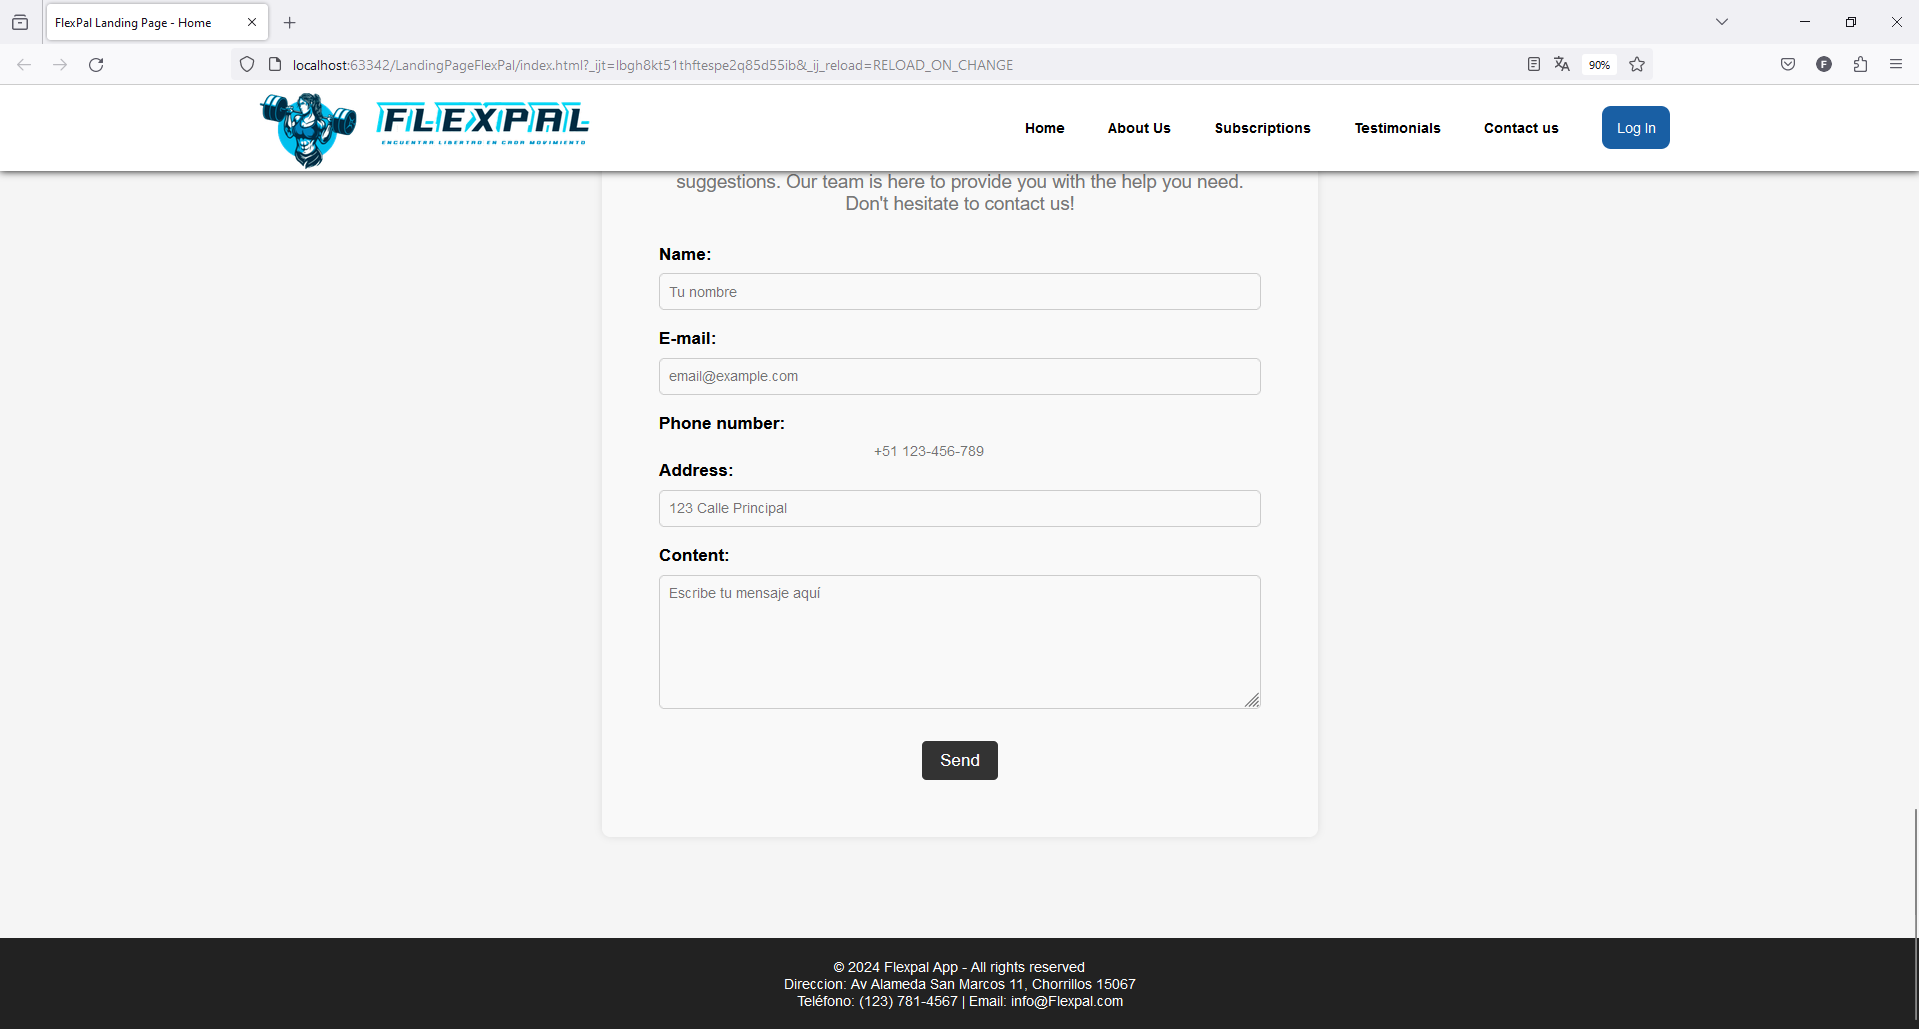 FlexPal Landing Page - Home
localhost:63342/LandingPageFlexPal/index.html?_ijt=lbgh8kt51thftespe2q85d55ib&_ij_reload=RELOAD_ON_CHANGE
90%
F
FLEXPAL
ENCUENTRA LIBERTAD EN CADA MOVIMIENTO
Home
About Us
Subscriptions
Testimonials
Contact us
Log In
suggestions. Our team is here to provide you with the help you need.
Don't hesitate to contact us!
Name:
Tu nombre
E-mail:
email@example.com
Phone number:
+51 123-456-789
Address:
123 Calle Principal
Content:
Escribe tu mensaje aquí
Send
© 2024 Flexpal App - All rights reserved
Direccion: Av Alameda San Marcos 11, Chorrillos 15067
Teléfono: (123) 781-4567 | Email: info@Flexpal.com